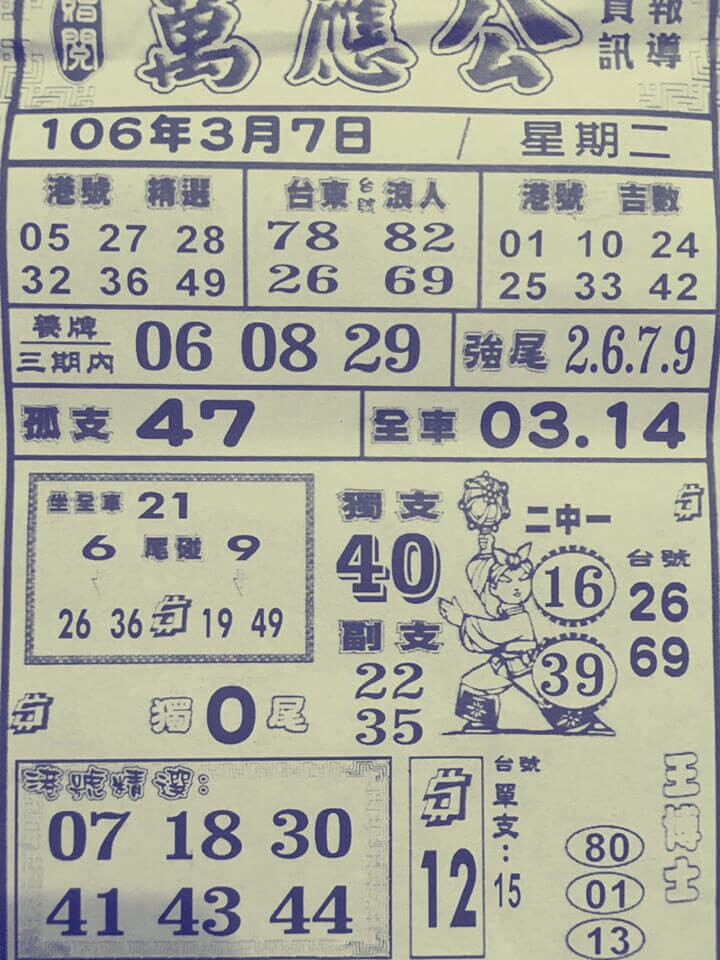 萬應公
資訊 報導
106年3月7日 / 星期二
港號 精選
05 27 28
32 36 49
台東 台號 浪人
78 82
26 69
港號 吉數
01 10 24
25 33 42
養牌
三期內
06 08 29
強尾 2.6.7.9
孤支 47
全車 03.14
坐全車 21
6 尾碰 9
26 36 19 49
獨 0 尾
獨支
40
副支
22
35
二中一
16
39
台號
26
69
港號精選:
07 18 30
41 43 44
12
台號
單支:
15
王博士
80
01
13